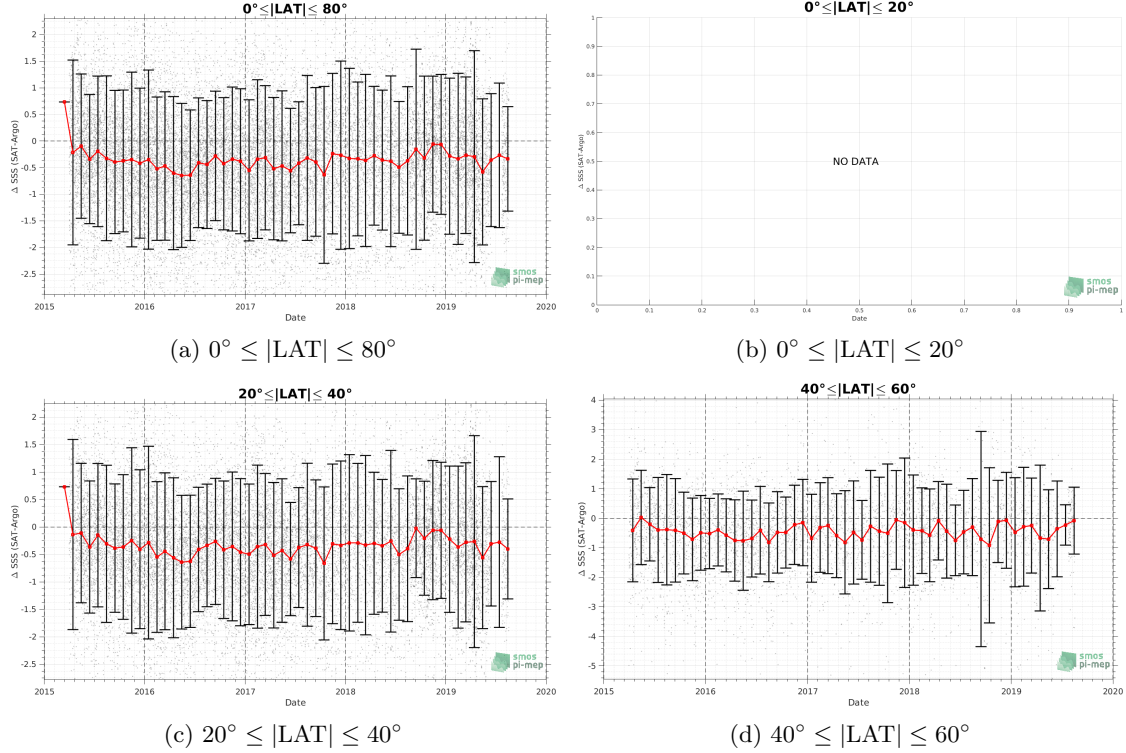 0°≤|LAT|≤ 80°
Δ SSS (SAT-Argo)
2
1.5
1
0.5
0
-0.5
-1
-1.5
-2
-2.5
2015 2016 2017 2018 2019 2020
Date
smos
pi-mep
(a) 0° ≤ |LAT| ≤ 80°
0°≤|LAT|≤ 20°
Δ SSS (SAT-Argo)
1
0.9
0.8
0.7
0.6
0.5
0.4
0.3
0.2
0.1
0
NO DATA
0 0.1 0.2 0.3 0.4 0.5 0.6 0.7 0.8 0.9 1
Date
smos
pi-mep
(b) 0° ≤ |LAT| ≤ 20°
20°≤|LAT|≤ 40°
Δ SSS (SAT-Argo)
2
1.5
1
0.5
0
-0.5
-1
-1.5
-2
-2.5
2015 2016 2017 2018 2019 2020
Date
smos
pi-mep
(c) 20° ≤ |LAT| ≤ 40°
40°≤|LAT|≤ 60°
Δ SSS (SAT-Argo)
4
3
2
1
0
-1
-2
-3
-4
-5
2015 2016 2017 2018 2019 2020
Date
smos
pi-mep
(d) 40° ≤ |LAT| ≤ 60°